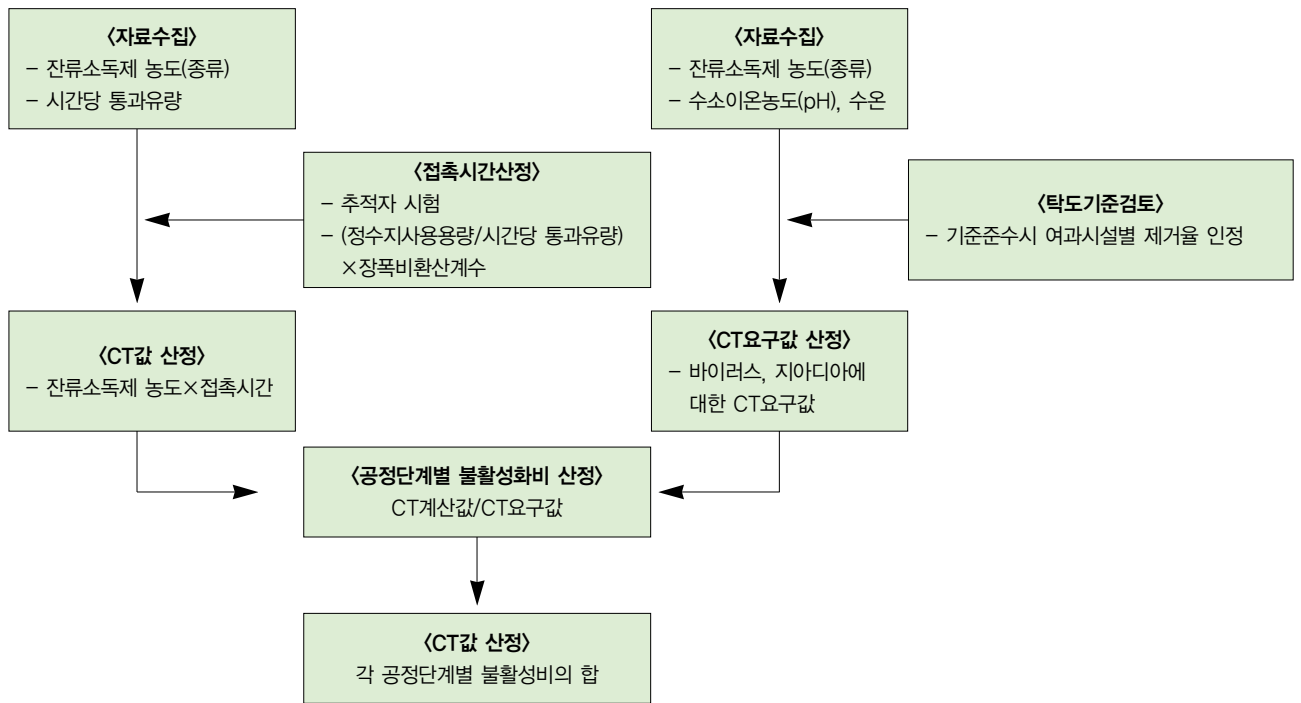 〈자료수집〉
– 잔류소독제 농도(종류)
– 시간당 통과유량
〈자료수집〉
– 잔류소독제 농도(종류)
– 수소이온농도(pH), 수온
〈접촉시간산정〉
– 추적자 시험
– (정수지사용용량/시간당 통과유량)
×장폭비환산계수
〈탁도기준검토〉
– 기준준수시 여과시설별 제거율 인정
〈CT값 산정〉
– 잔류소독제 농도×접촉시간
〈CT요구값 산정〉
– 바이러스, 지아디아에
대한 CT요구값
〈공정단계별 불활성화비 산정〉
CT계산값/CT요구값
〈CT값 산정〉
각 공정단계별 불활성비의 합